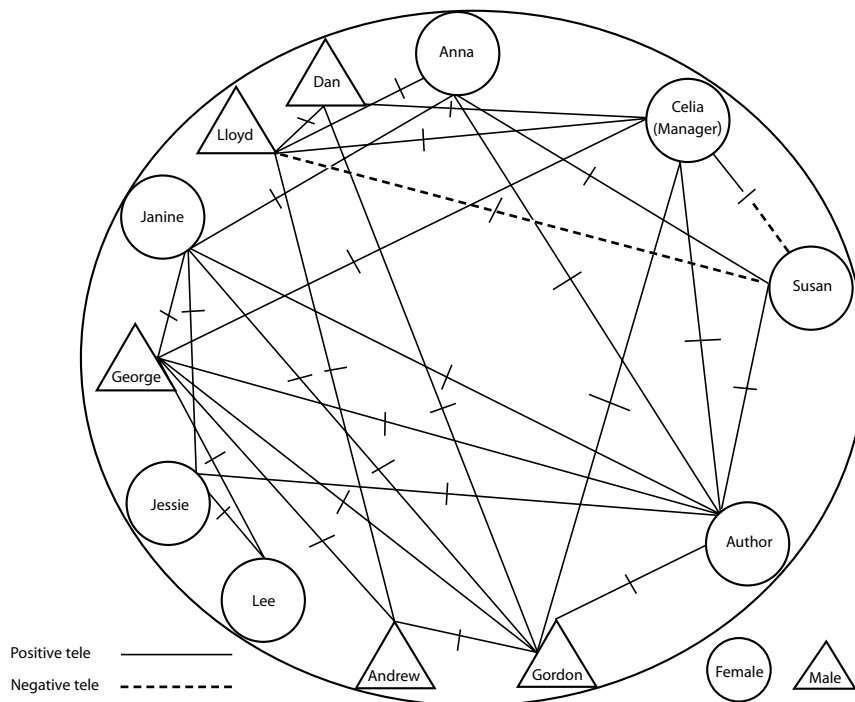 Anna
Dan
Celia
(Manager)
Lloyd
Janine
Susan
George
Jessie
Author
Lee
Andrew
Gordon
Positive tele
Negative tele
Female
Male